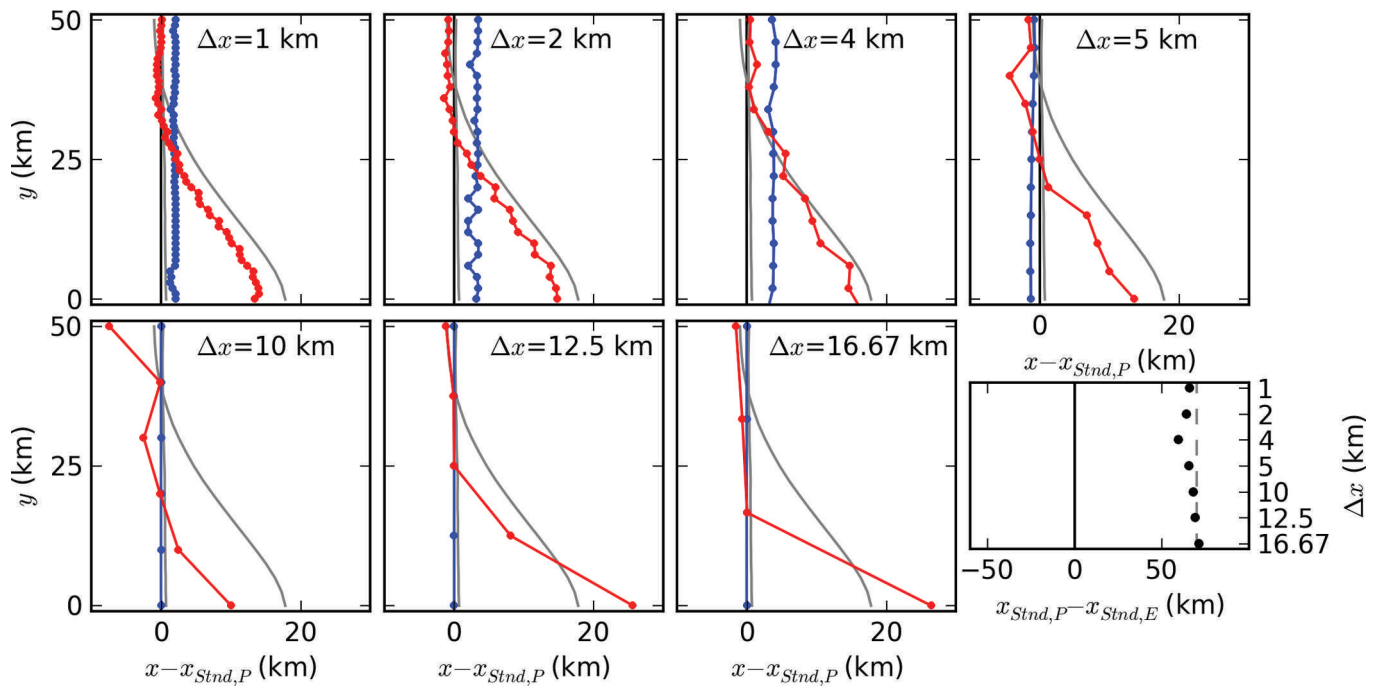 50
25
0
y (km)
Δx=1 km
Δx=2 km
Δx=4 km
Δx=5 km
0 20
x−x_{Stnd,P} (km)
50
25
0
y (km)
Δx=10 km
Δx=12.5 km
Δx=16.67 km
0 20
0 20
0 20
x−x_{Stnd,P} (km)
x−x_{Stnd,P} (km)
x−x_{Stnd,P} (km)
1
2
4
5
10
12.5
16.67
Δx (km)
−50 0 50
x_{Stnd,P}−x_{Stnd,E} (km)